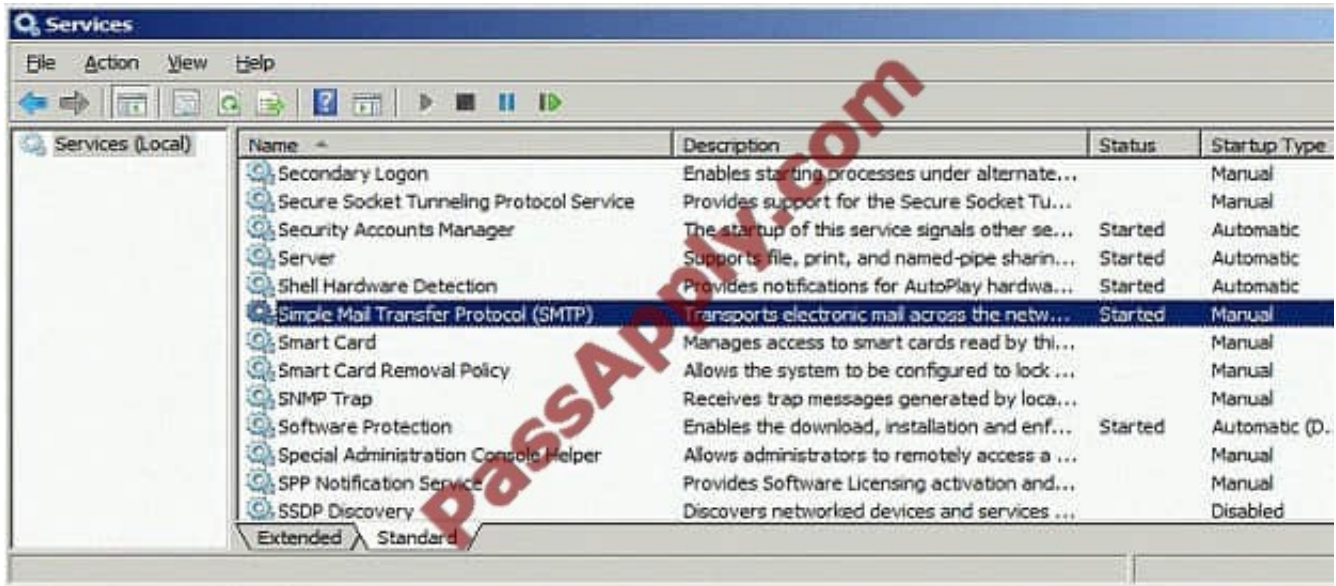 Services
File Action View Help
Services (Local)
Name Description Status Startup Type
Secondary Logon Enables starting processes under alternate... Manual
Secure Socket Tunneling Protocol Service Provides support for the Secure Socket Tu... Manual
Security Accounts Manager The startup of this service signals other se... Started Automatic
Server Supports file, print, and named-pipe sharin... Started Automatic
Shell Hardware Detection Provides notifications for AutoPlay hardwa... Started Automatic
Simple Mail Transfer Protocol (SMTP) Transports electronic mail across the netw... Started Manual
Smart Card Manages access to smart cards read by thi... Manual
Smart Card Removal Policy Allows the system to be configured to lock ... Manual
SNMP Trap Receives trap messages generated by loca... Manual
Software Protection Enables the download, installation and enf... Started Automatic (D..
Special Administration Console Helper Allows administrators to remotely access a ... Manual
SPP Notification Service Provides Software Licensing activation and... Manual
SSDP Discovery Discovers networked devices and services ... Disabled
Extended Standard
PassApply.com